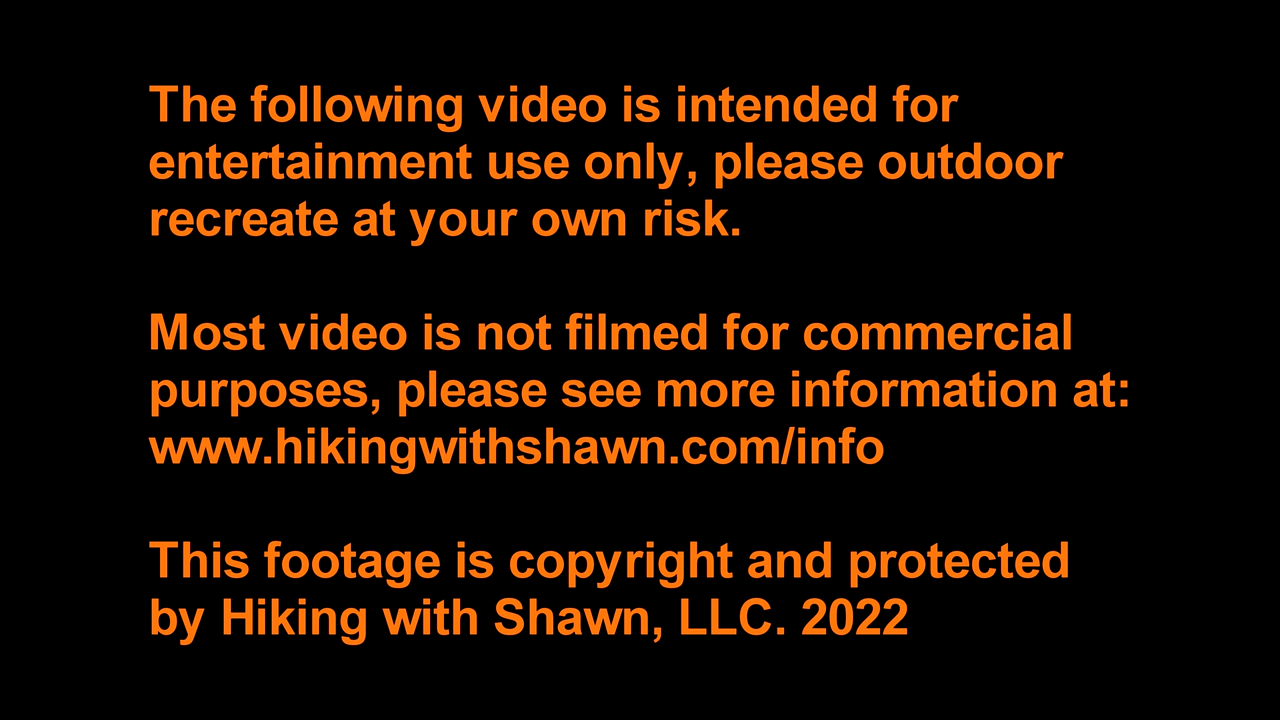 The following video is intended for
entertainment use only, please outdoor
recreate at your own risk.
Most video is not filmed for commercial
purposes, please see more information at:
www.hikingwithshawn.com/info
This footage is copyright and protected
by Hiking with Shawn, LLC. 2022